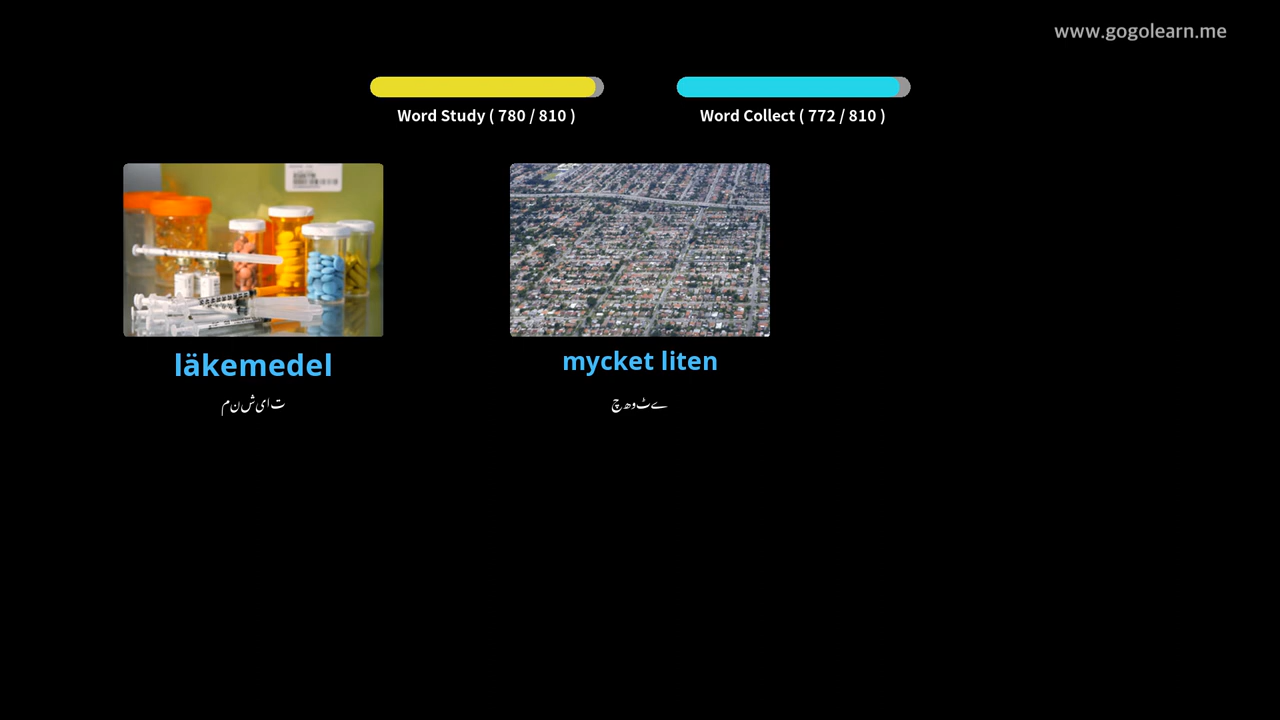 www.gogolearn.me
Word Study ( 780 / 810 )
Word Collect ( 772 / 810 )
läkemedel
منشیات
mycket liten
چھوٹے